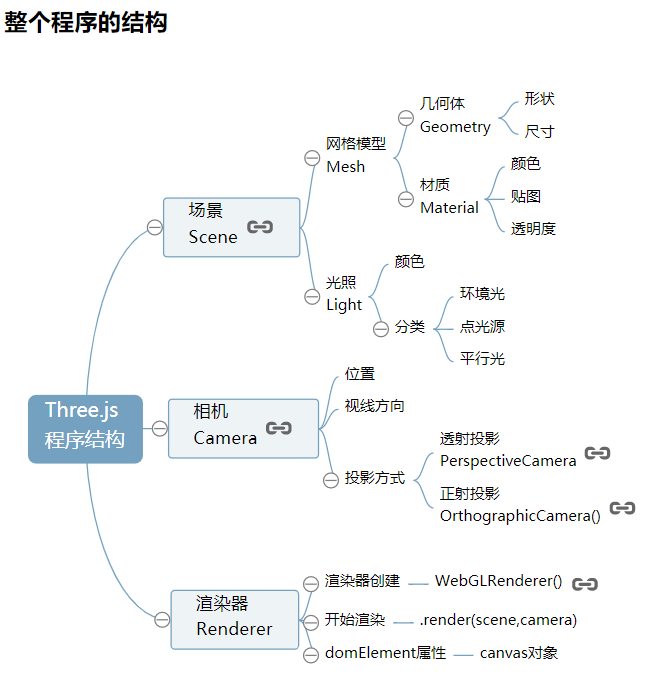 整个程序的结构
Three.js
程序结构
场景
Scene
网格模型
Mesh
几何体
Geometry
形状
尺寸
材质
Material
颜色
贴图
透明度
光照
Light
颜色
分类
环境光
点光源
平行光
相机
Camera
位置
视线方向
投影方式
透射投影
PerspectiveCamera
正射投影
OrthographicCamera()
渲染器
Renderer
渲染器创建
WebGLRenderer()
开始渲染
.render(scene,camera)
domElement属性
canvas对象